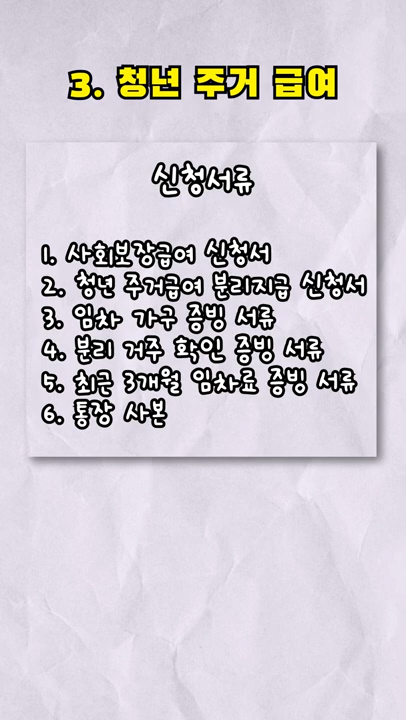 3. 청년 주거 급여
신청서류
1. 사회보장급여 신청서
2. 청년 주거급여 분리지급 신청서
3. 임차 가구 증빙 서류
4. 분리 거주 확인 증빙 서류
5. 최근 3개월 임차료 증빙 서류
6. 통장 사본